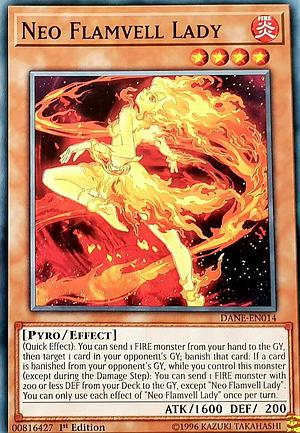 NEO FLAMVELL LADY
FIRE
炎
DANE-EN014
[PYRO/EFFECT]
(Quick Effect): You can send 1 FIRE monster from your hand to the GY,
then target 1 card in your opponent's GY; banish that card. If a card
is banished from your opponent's GY, while you control this monster
(except during the Damage Step): You can send 1 FIRE monster with
200 or less DEF from your Deck to the GY, except "Neo Flamvell Lady".
You can only use each effect of "Neo Flamvell Lady" once per turn.
ATK/1600 DEF/ 200
00816427 1st Edition ©1996 KAZUKI TAKAHASHI